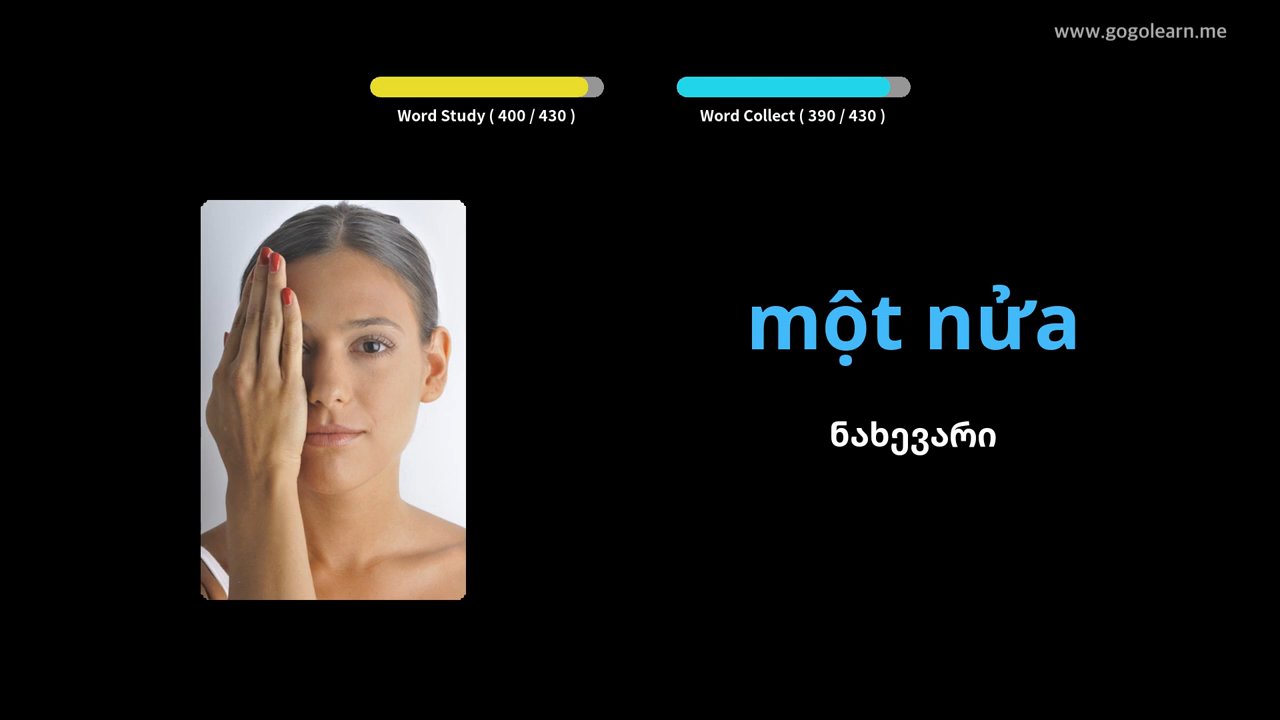 www.gogolearn.me
Word Study ( 400 / 430 )
Word Collect ( 390 / 430 )
một nửa
ნახევარი